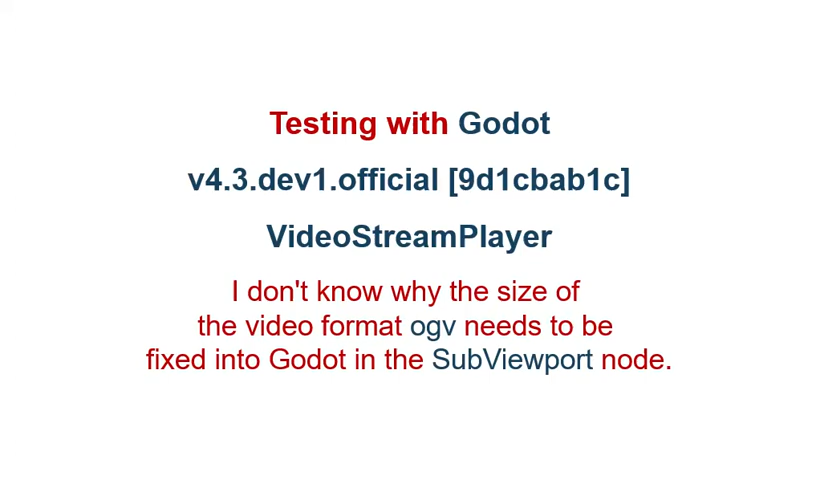 Testing with Godot
v4.3.dev1.official [9d1cbab1c]
VideoStreamPlayer
I don't know why the size of
the video format ogv needs to be
fixed into Godot in the SubViewport node.